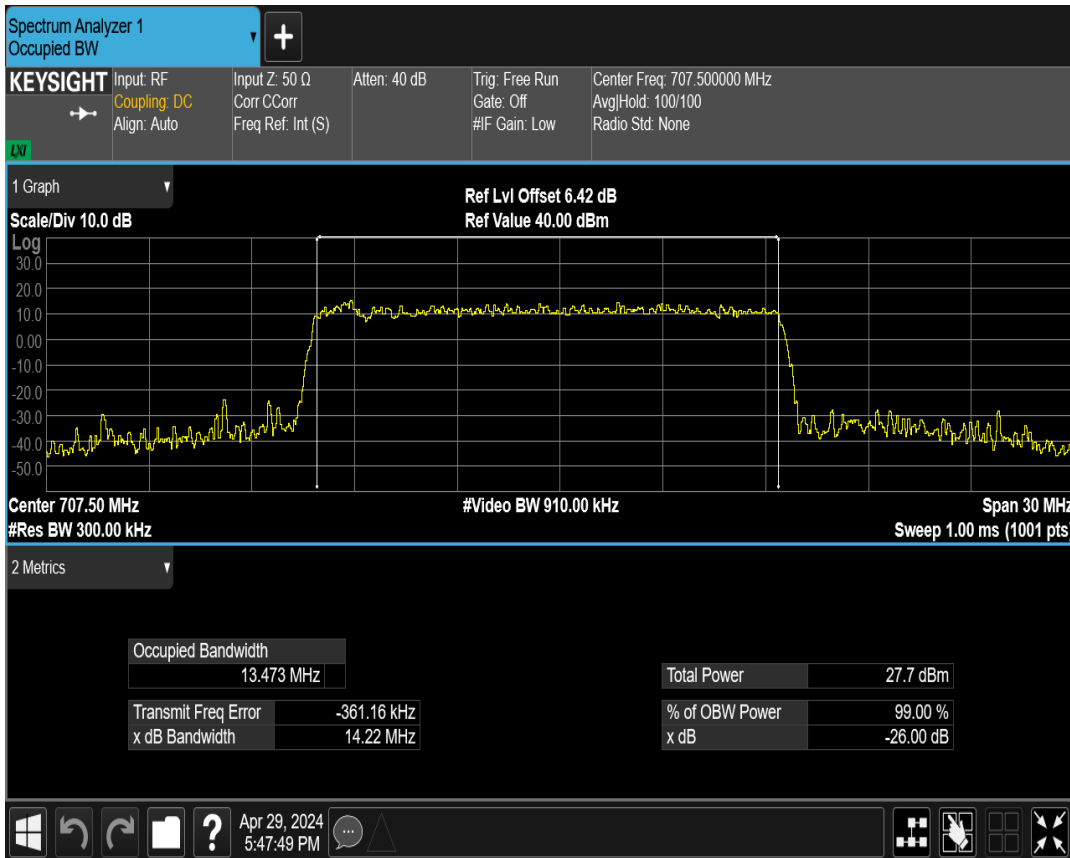 Spectrum Analyzer 1
Occupied BW
KEYSIGHT
LXI
Input: RF
Coupling: DC
Align: Auto
Input Z: 50 Ω
Corr CCorr
Freq Ref: Int (S)
Atten: 40 dB
Trig: Free Run
Gate: Off
#IF Gain: Low
Center Freq: 707.500000 MHz
Avg|Hold: 100/100
Radio Std: None
1 Graph
Scale/Div 10.0 dB
Ref Lvl Offset 6.42 dB
Ref Value 40.00 dBm
Log
30.0
20.0
10.0
0.00
-10.0
-20.0
-30.0
-40.0
-50.0
Center 707.50 MHz
#Res BW 300.00 kHz
#Video BW 910.00 kHz
Span 30 MHz
Sweep 1.00 ms (1001 pts)
2 Metrics
Occupied Bandwidth
13.473 MHz
Transmit Freq Error -361.16 kHz
x dB Bandwidth 14.22 MHz
Total Power 27.7 dBm
% of OBW Power 99.00 %
x dB -26.00 dB
Apr 29, 2024
5:47:49 PM